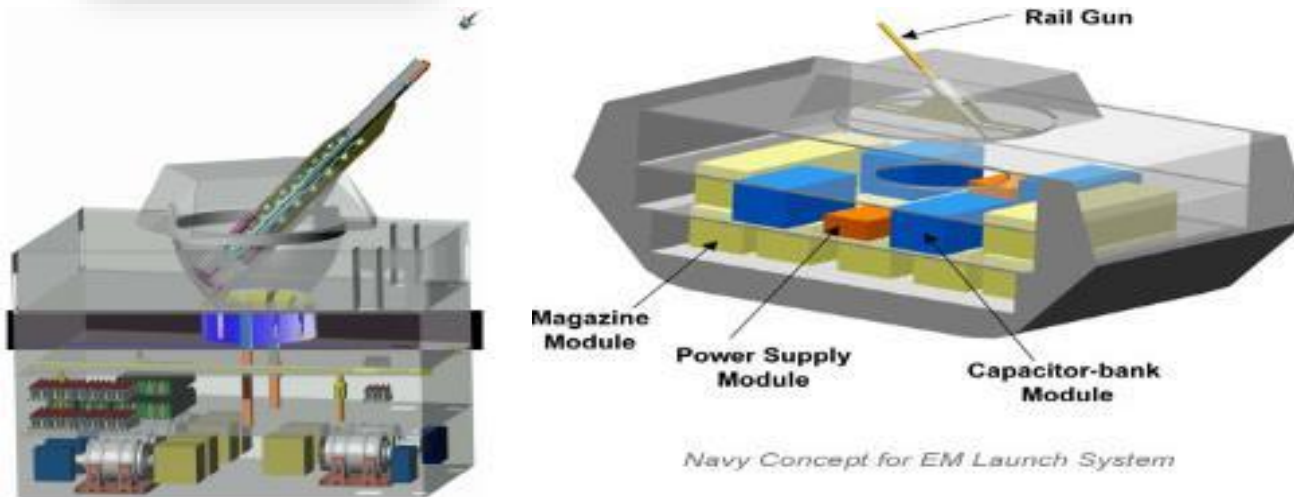 Rail Gun
Magazine
Module
Power Supply
Module
Capacitor-bank
Module
Navy Concept for EM Launch System